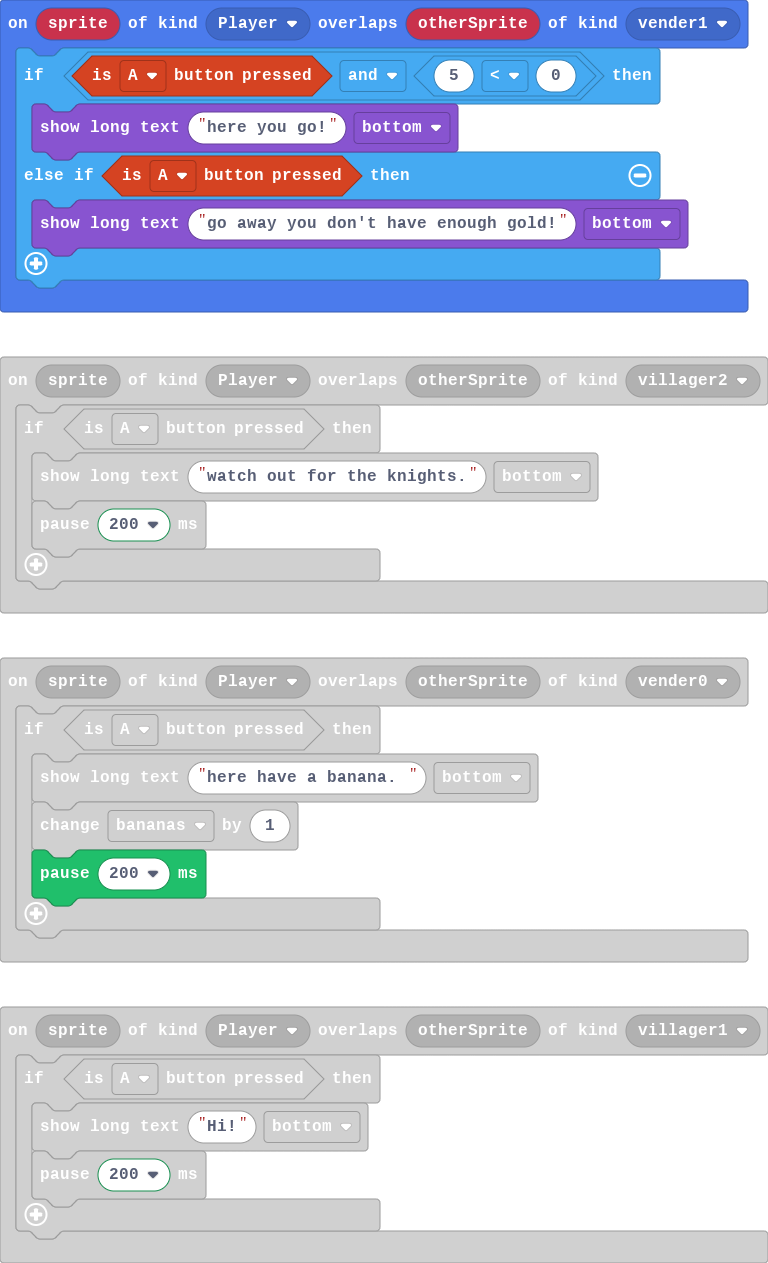 on sprite of kind Player overlaps otherSprite of kind vender1
if is A button pressed and 5 < 0 then
show long text "here you go!" bottom
else if is A button pressed then
show long text "go away you don't have enough gold!" bottom
on sprite of kind Player overlaps otherSprite of kind villager2
if is A button pressed then
show long text "watch out for the knights." bottom
pause 200 ms
on sprite of kind Player overlaps otherSprite of kind vender0
if is A button pressed then
show long text "here have a banana. " bottom
change bananas by 1
pause 200 ms
on sprite of kind Player overlaps otherSprite of kind villager1
if is A button pressed then
show long text "Hi!" bottom
pause 200 ms